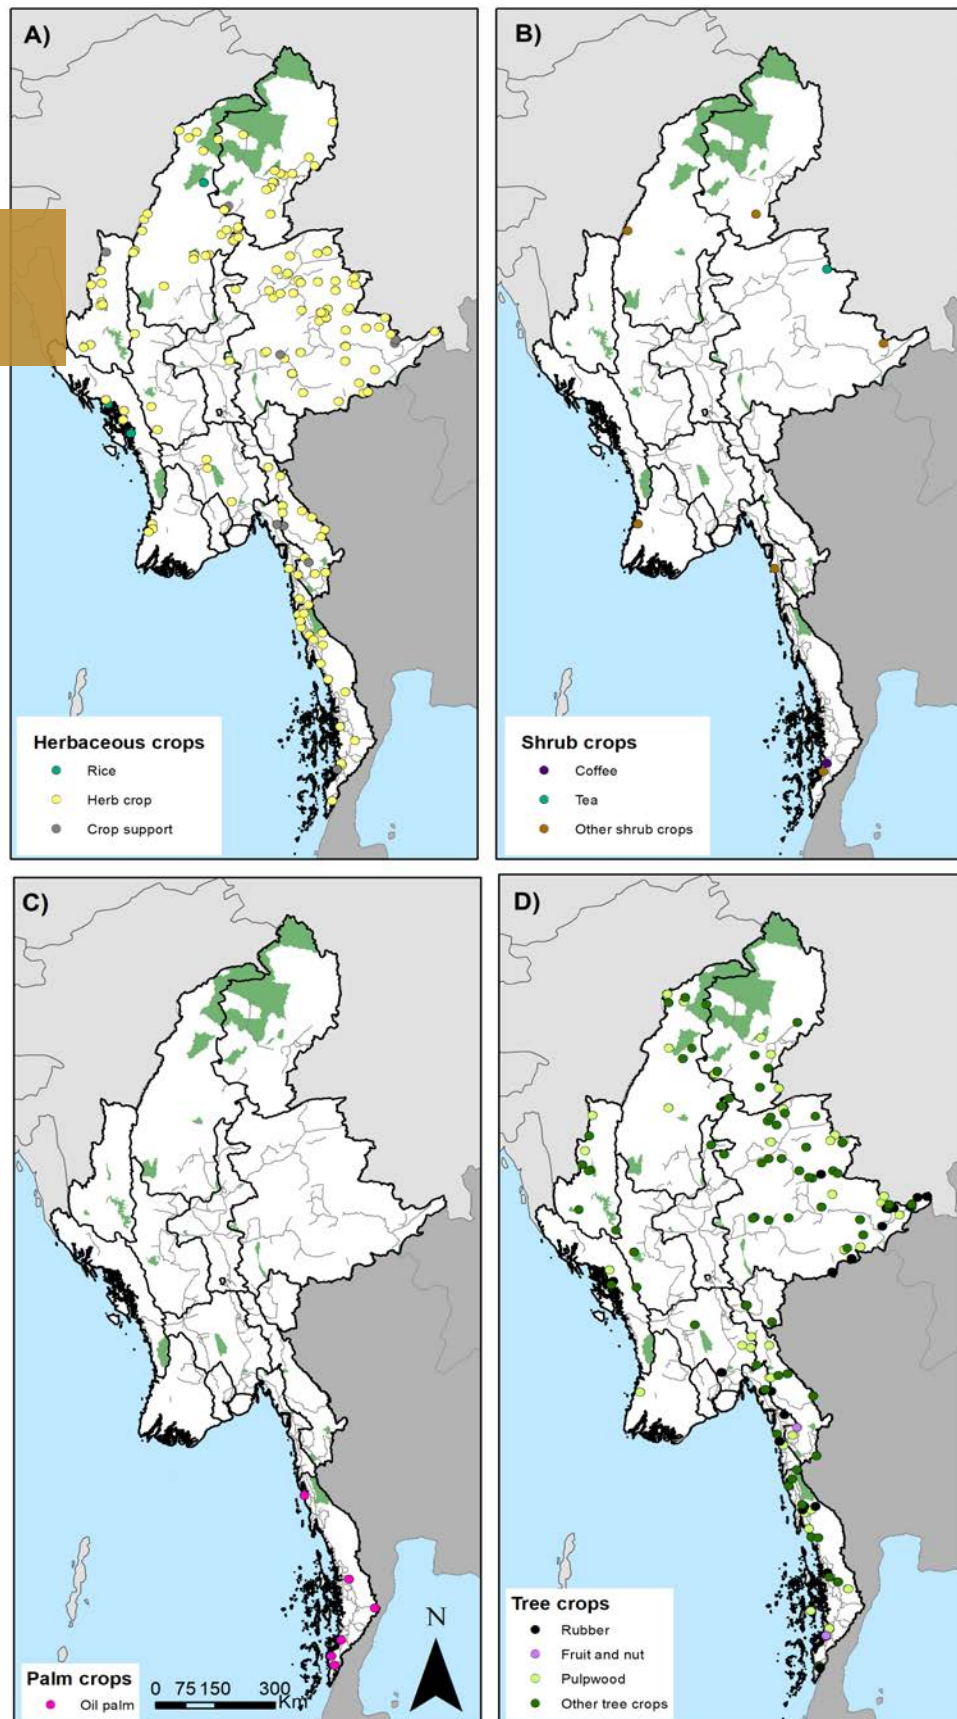 A)
Herbaceous crops
Rice
Herb crop
Crop support
B)
Shrub crops
Coffee
Tea
Other shrub crops
C)
Palm crops
Oil palm
0 75 150 300
Km
N
D)
Tree crops
Rubber
Fruit and nut
Pulpwood
Other tree crops